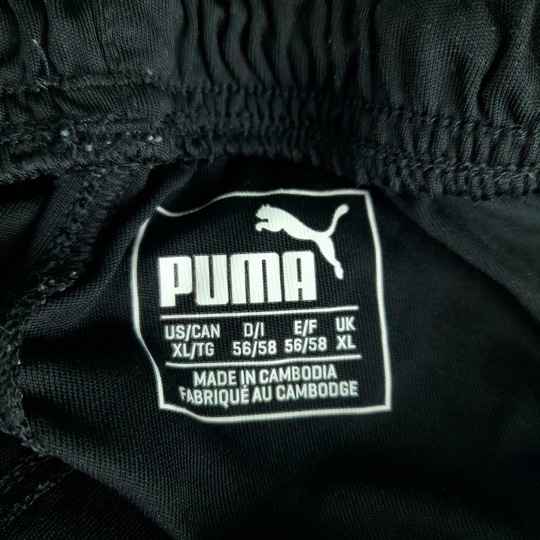 PUMA
US/CAN D/I E/F UK
XL/TG 56/58 56/58 XL
MADE IN CAMBODIA
FABRIQUÉ AU CAMBODGE